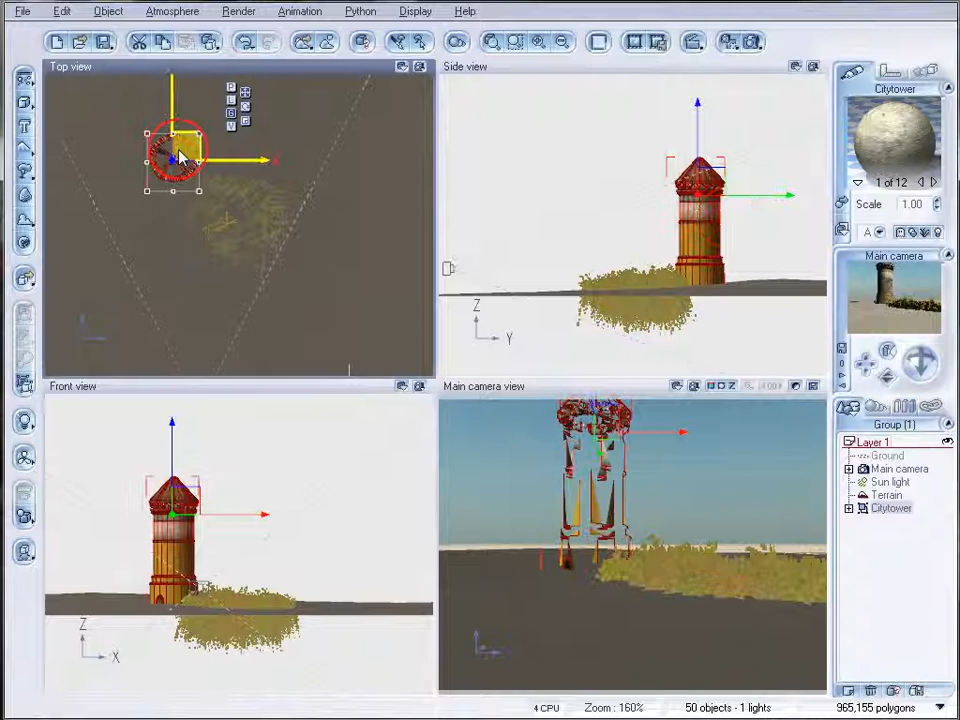 File Edit Object Atmosphere Render Animation Python Display Help
Top view
P
L
G
V
Side view
Z
Y
Citytower
1 of 12
Scale 1.00
A
Main camera
0
Front view
Z
X
Main camera view
Group (1)
Layer 1
Ground
Main camera
Sun light
Terrain
Citytower
4 CPU Zoom : 160% 50 objects - 1 lights 965,155 polygons